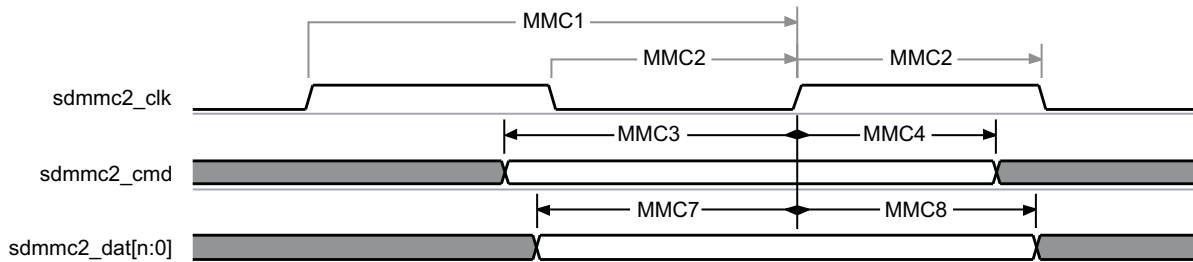 MMC1
MMC2 MMC2
sdmmc2_clk
MMC3 MMC4
sdmmc2_cmd
MMC7 MMC8
sdmmc2_dat[n:0]